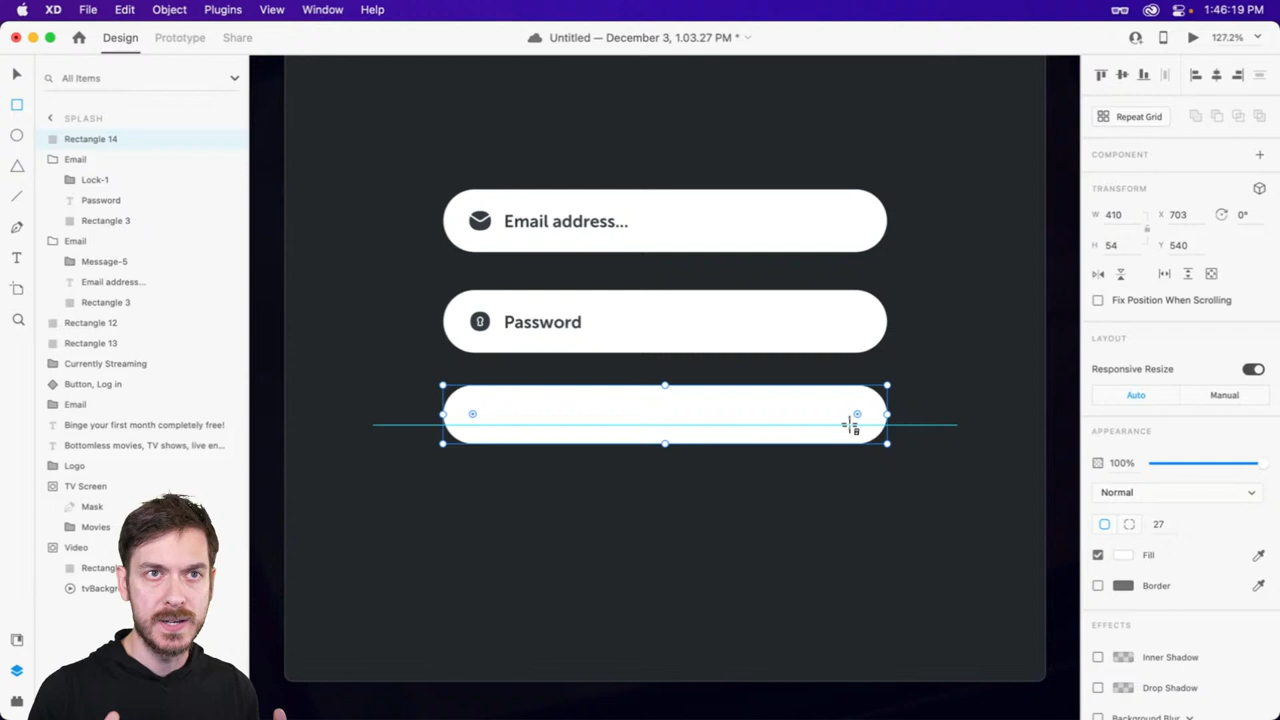 XD File Edit Object Plugins View Window Help 1:46:19 PM
Design Prototype Share Untitled — December 3, 1.03.27 PM * 127.2%
All Items
SPLASH
Rectangle 14
Email
Lock-1
Password
Rectangle 3
Email
Message-5
Email address...
Rectangle 3
Rectangle 12
Rectangle 13
Currently Streaming
Button, Log in
Email
Binge your first month completely free!
Bottomless movies, TV shows, live en...
Logo
TV Screen
Mask
Movies
Video
Email address...
Password
Repeat Grid
COMPONENT
TRANSFORM
W 410 X 703 0°
H 54 Y 540
Fix Position When Scrolling
LAYOUT
Responsive Resize
Auto Manual
APPEARANCE
100%
Normal
27
Fill
Border
EFFECTS
Inner Shadow
Drop Shadow
Background Blur